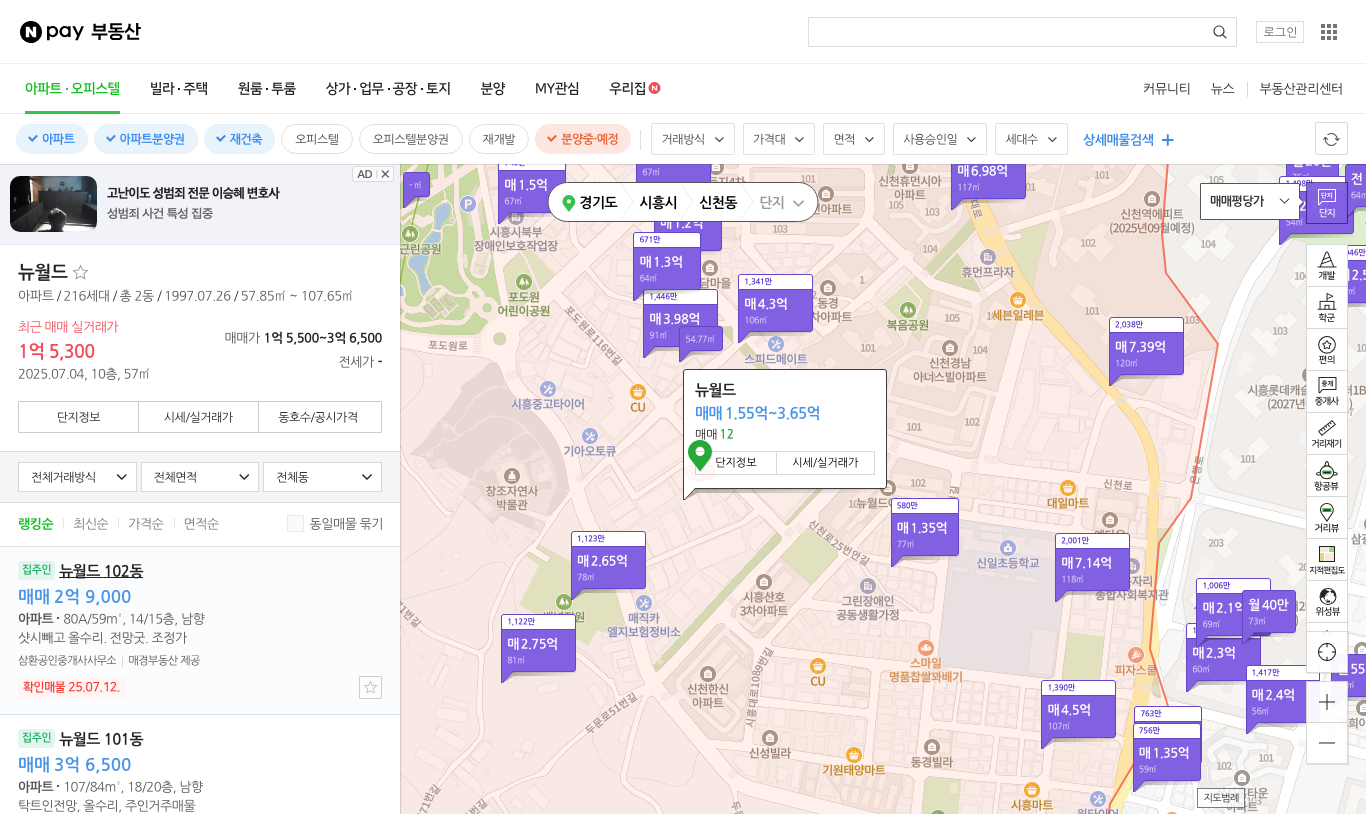 N pay 부동산
로그인
아파트·오피스텔 빌라·주택 원룸·투룸 상가·업무·공장·토지 분양 MY관심 우리집 N
커뮤니티 뉴스 부동산관리센터
아파트 아파트분양권 재건축 오피스텔 오피스텔분양권 재개발 분양중·예정 거래방식 가격대 면적 사용승인일 세대수 상세매물검색
AD
고난이도 성범죄 전문 이승혜 변호사
성범죄 사건 특성 집중
뉴월드
아파트 / 216세대 / 총 2동 / 1997.07.26 / 57.85㎡ ~ 107.65㎡
최근 매매 실거래가
1억 5,300
2025.07.04, 10층, 57㎡
매매가 1억 5,500~3억 6,500
전세가 -
단지정보 시세/실거래가 동호수/공시가격
전체거래방식 전체면적 전체동
랭킹순 최신순 가격순 면적순 동일매물 묶기
집주인 뉴월드 102동
매매 2억 9,000
아파트 · 80A/59m², 14/15층, 남향
샷시빼고 올수리. 전망굿. 조정가
삼환공인중개사사무소 매경부동산 제공
확인매물 25.07.12.
집주인 뉴월드 101동
매매 3억 6,500
아파트 · 107/84m², 18/20층, 남향
탁트인전망, 올수리, 주인거주매물
경기도 시흥시 신천동 단지
매매평당가
단지
개발
학군
편의
중개
중개사
거리재기
항공뷰
거리뷰
지적편집도
위성뷰
지도범례
뉴월드
매매 1.55억~3.65억
매매 12
단지정보 시세/실거래가
매1.5억
67㎡
67㎡
매6.98억
117㎡
매1.2억
671만
매1.3억
64㎡
1,446만
매3.98억
91㎡
54.77㎡
1,341만
매4.3억
106㎡
2,038만
매7.39억
120㎡
580만
매1.35억
77㎡
1,123만
매2.65억
78㎡
1,122만
매2.75억
81㎡
2,001만
매7.14억
118㎡
1,006만
매2.1억
69㎡
월40만
73㎡
매2.3억
60㎡
1,417만
매2.4억
56㎡
1,390만
매4.5억
107㎡
763만
756만
매1.35억
59㎡
시흥시북부
장애인보호작업장
근린공원
포도원
어린이공원
포도원로
포도원로116번길
신천휴먼시아
아파트
신천역에피트
(2025년09월예정)
휴먼프라자
세븐일레븐
동경
복음공원
신천경남
아너스빌아파트
스피드메이트
시흥중고타이어
CU
기아오토큐
창조자연사
박물관
신천로25번길
신천로
대일마트
신일초등학교
신천삼호
3차아파트
그린장애인
공동생활가정
종합사회복지관
매직카
엘지보험정비소
신천한신
아파트
스마일
명품찹쌀꽈배기
CU
피자스쿨
시흥대로1089번길
두문로51번길
신성빌라
기원태양마트
동경빌라
시흥마트